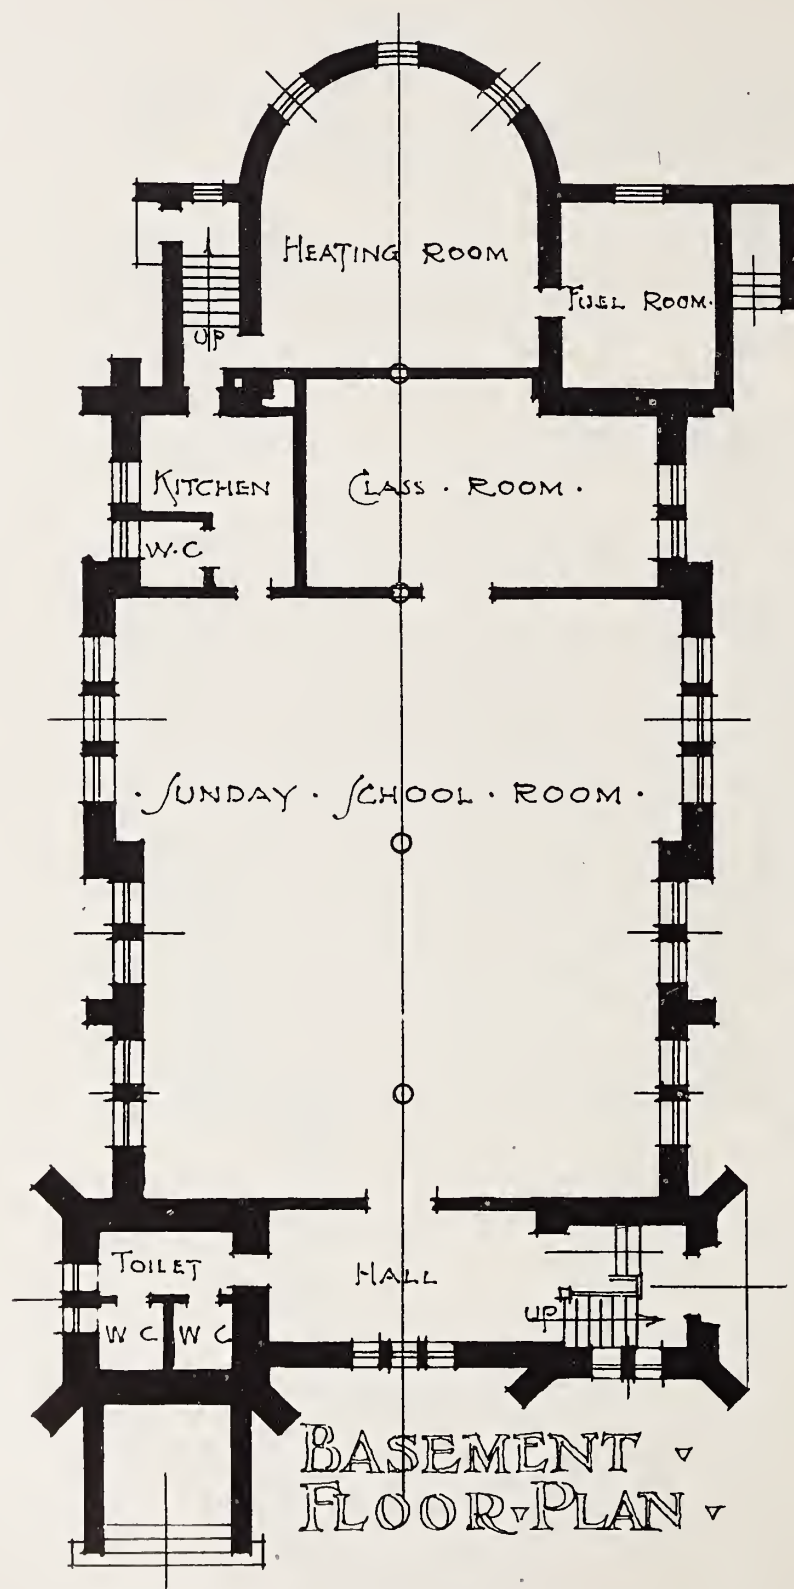 HEATING ROOM
FUEL ROOM.
UP
KITCHEN
CLASS · ROOM ·
W.C
· SUNDAY · SCHOOL · ROOM ·
TOILET
HALL
W C W C
UP
BASEMENT
FLOOR PLAN